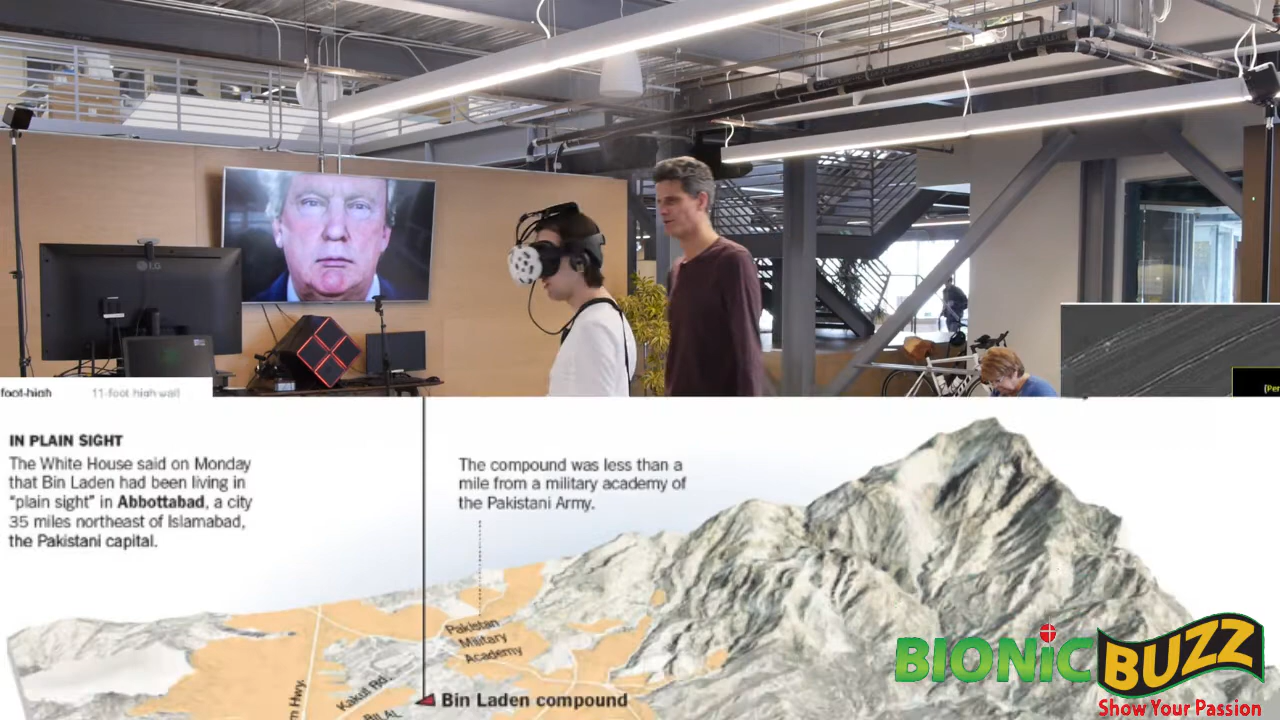 LG
foot-high 11-foot high wall
(Per
IN PLAIN SIGHT
The White House said on Monday
that Bin Laden had been living in
"plain sight" in Abbottabad, a city
35 miles northeast of Islamabad,
the Pakistani capital.
The compound was less than a
mile from a military academy of
the Pakistani Army.
Pakistan
Military
Academy
m Hwy.
Kakul Rd.
BILAL
Bin Laden compound
BIONiC BUZZ
Show Your Passion